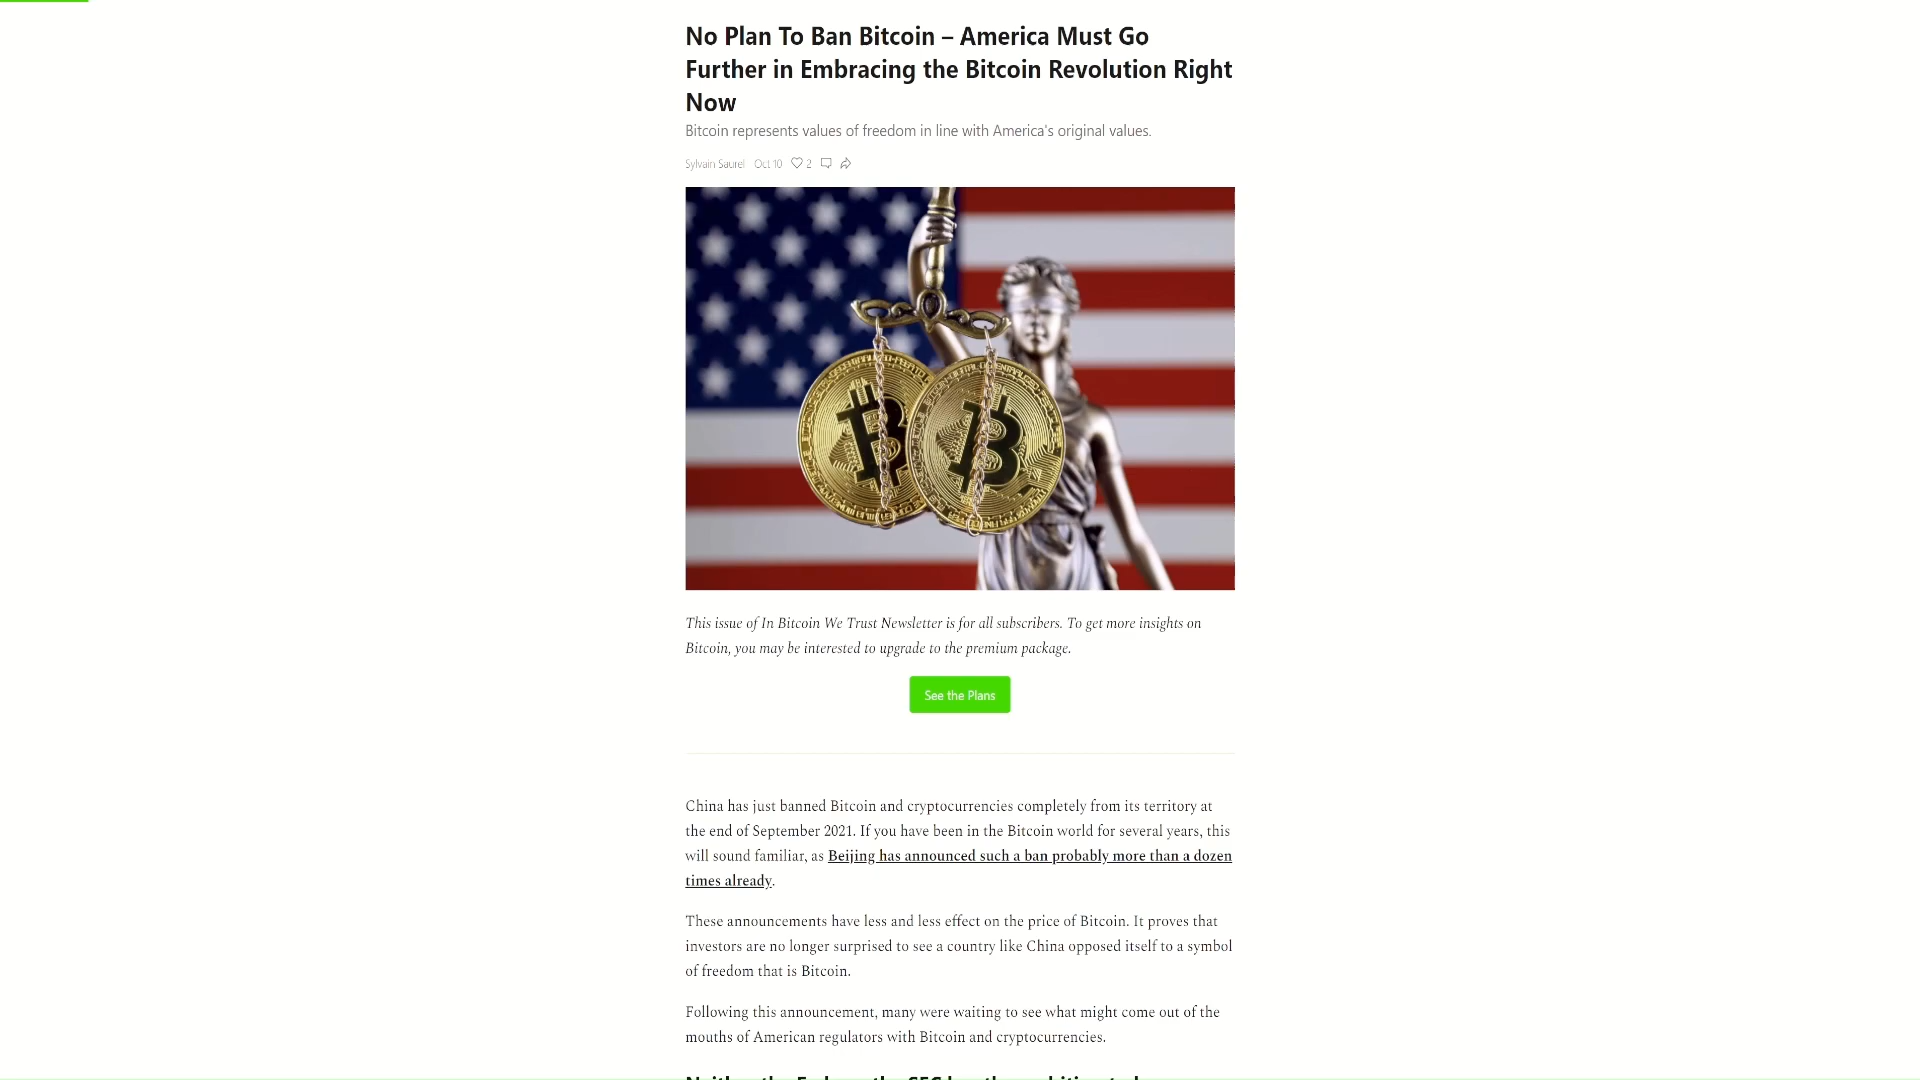 No Plan To Ban Bitcoin – America Must Go
Further in Embracing the Bitcoin Revolution Right
Now
Bitcoin represents values of freedom in line with America's original values.
Sylvain Saurel Oct 10 2
This issue of In Bitcoin We Trust Newsletter is for all subscribers. To get more insights on
Bitcoin, you may be interested to upgrade to the premium package.
See the Plans
China has just banned Bitcoin and cryptocurrencies completely from its territory at
the end of September 2021. If you have been in the Bitcoin world for several years, this
will sound familiar, as Beijing has announced such a ban probably more than a dozen
times already.
These announcements have less and less effect on the price of Bitcoin. It proves that
investors are no longer surprised to see a country like China opposed itself to a symbol
of freedom that is Bitcoin.
Following this announcement, many were waiting to see what might come out of the
mouths of American regulators with Bitcoin and cryptocurrencies.